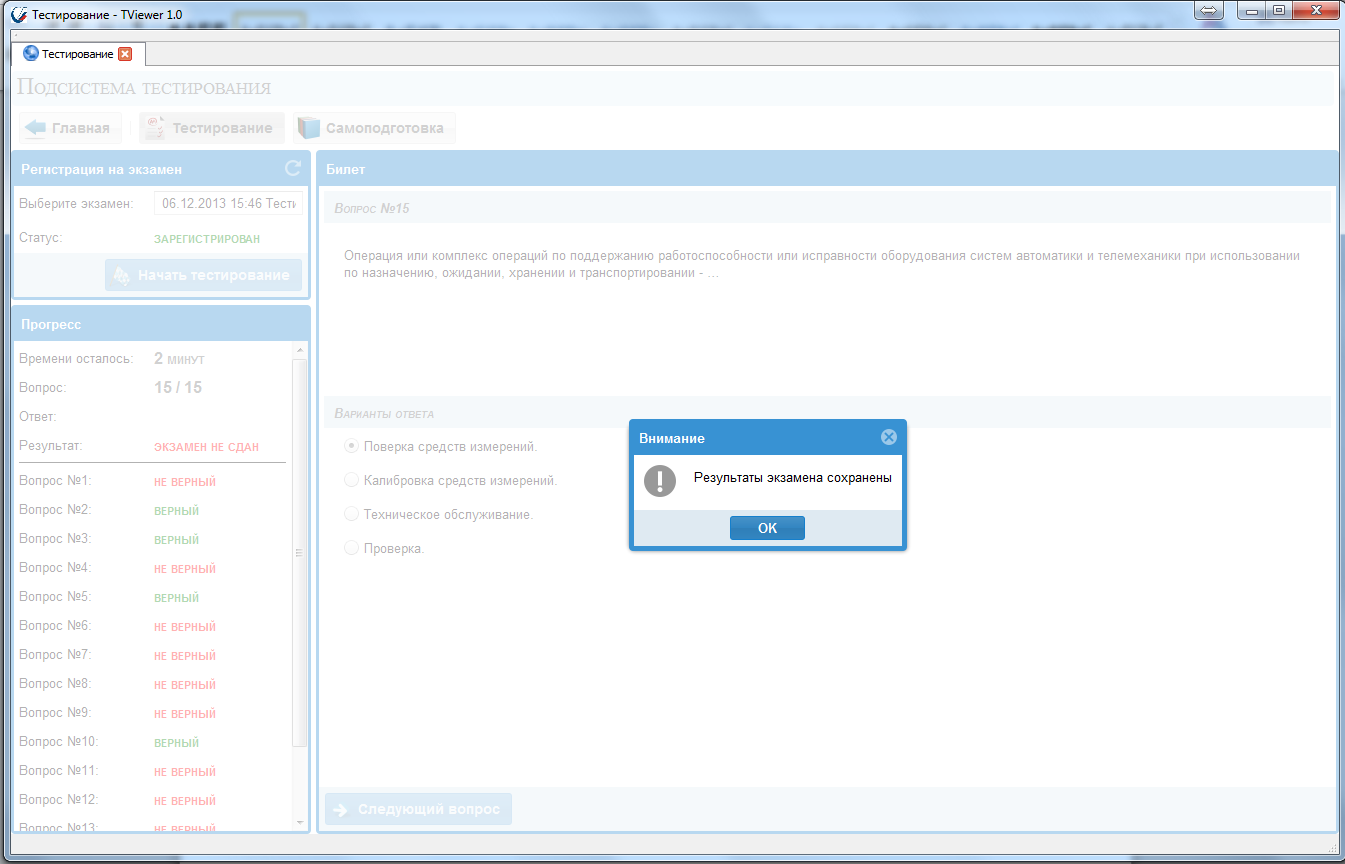 Тестирование - TViewer 1.0
Тестирование
Подсистема тестирования
Главная
Тестирование
Самоподготовка
Регистрация на экзамен
Выберите экзамен: 06.12.2013 15:46 Тести
Статус: ЗАРЕГИСТРИРОВАН
Начать тестирование
Прогресс
Времени осталось: 2 минут
Вопрос: 15 / 15
Ответ:
Результат: ЭКЗАМЕН НЕ СДАН
Вопрос №1: НЕ ВЕРНЫЙ
Вопрос №2: ВЕРНЫЙ
Вопрос №3: ВЕРНЫЙ
Вопрос №4: НЕ ВЕРНЫЙ
Вопрос №5: ВЕРНЫЙ
Вопрос №6: НЕ ВЕРНЫЙ
Вопрос №7: НЕ ВЕРНЫЙ
Вопрос №8: НЕ ВЕРНЫЙ
Вопрос №9: НЕ ВЕРНЫЙ
Вопрос №10: ВЕРНЫЙ
Вопрос №11: НЕ ВЕРНЫЙ
Вопрос №12: НЕ ВЕРНЫЙ
Вопрос №13: НЕ ВЕРНЫЙ
Билет
Вопрос №15
Операция или комплекс операций по поддержанию работоспособности или исправности оборудования систем автоматики и телемеханики при использовании
по назначению, ожидании, хранении и транспортировании - ...
Варианты ответа
Поверка средств измерений.
Калибровка средств измерений.
Техническое обслуживание.
Проверка.
Следующий вопрос
Внимание
Результаты экзамена сохранены
OK